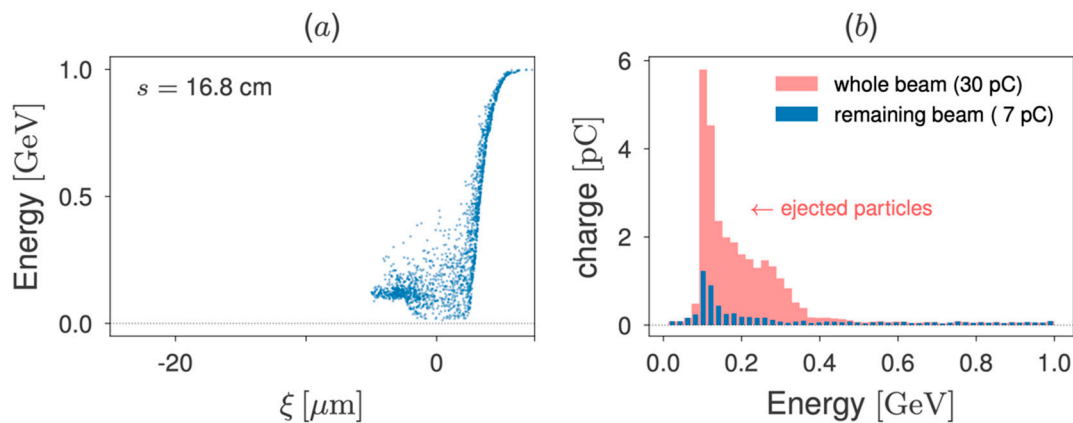 (a)
s = 16.8 cm
Energy [GeV]
1.0
0.5
0.0
-20
0
ξ [μm]
(b)
whole beam (30 pC)
remaining beam ( 7 pC)
← ejected particles
charge [pC]
6
4
2
0
0.0
0.2
0.4
0.6
0.8
1.0
Energy [GeV]